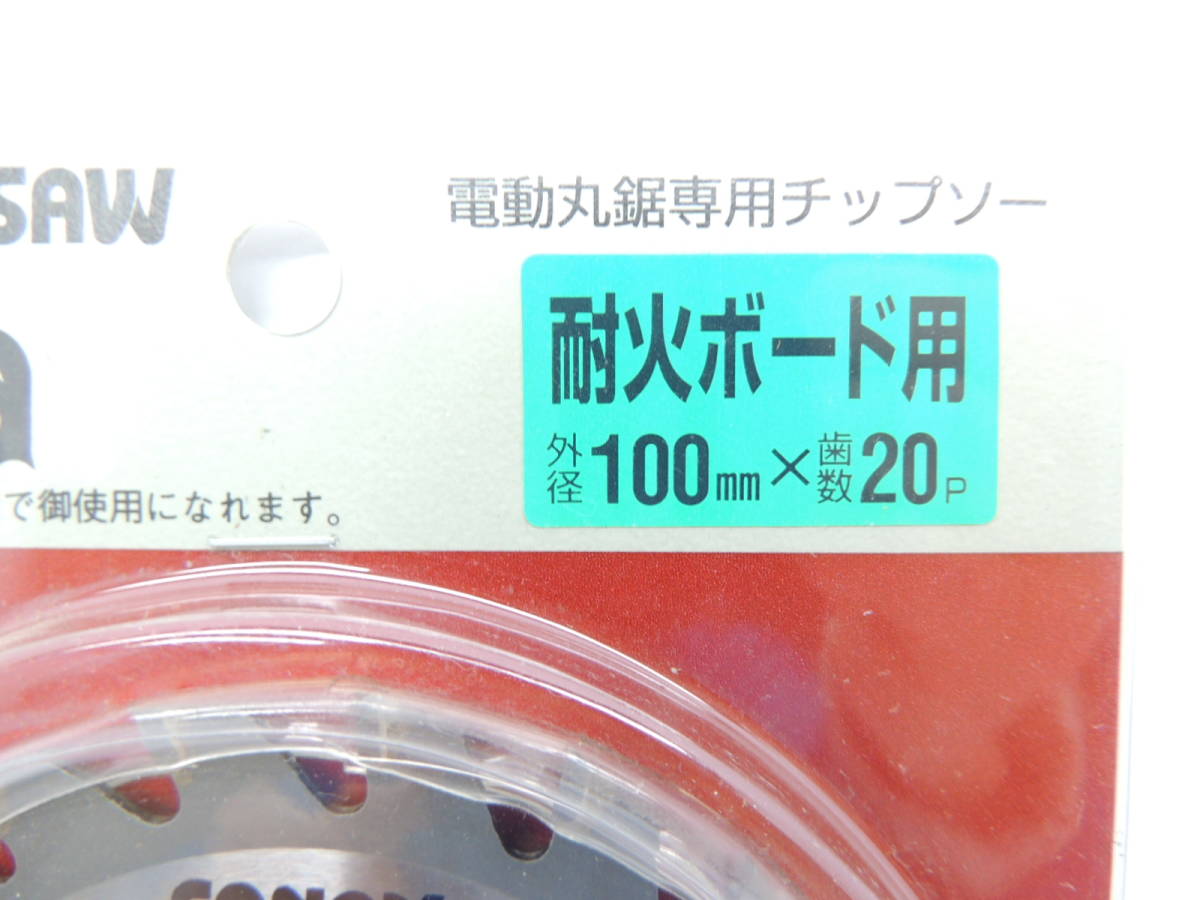 SAW
電動丸鋸専用チップソー
耐火ボード用
外径100mm×歯数20P
で御使用になれます。